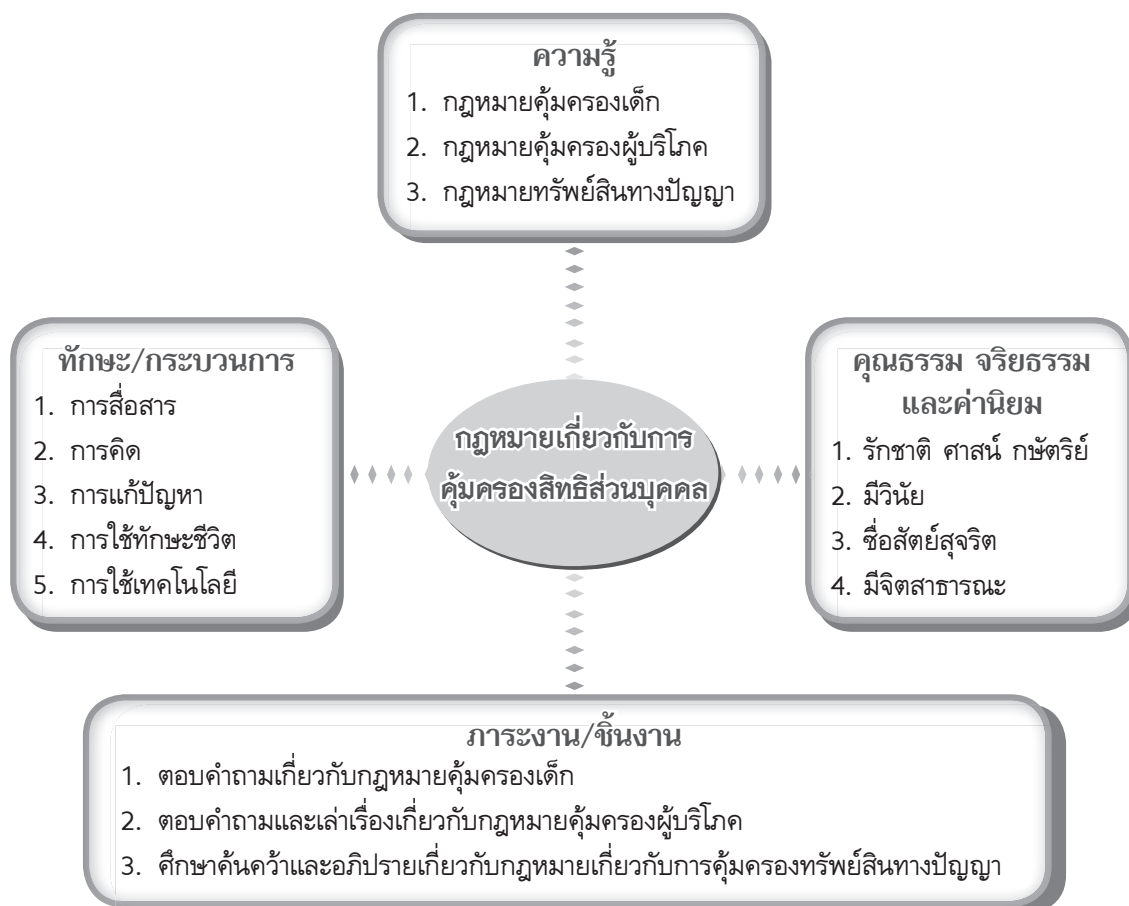 ความรู้
1. กฎหมายคุ้มครองเด็ก
2. กฎหมายคุ้มครองผู้บริโภค
3. กฎหมายทรัพย์สินทางปัญญา
ทักษะ/กระบวนการ
1. การสื่อสาร
2. การคิด
3. การแก้ปัญหา
4. การใช้ทักษะชีวิต
5. การใช้เทคโนโลยี
กฎหมายเกี่ยวกับการ
คุ้มครองสิทธิส่วนบุคคล
คุณธรรม จริยธรรม
และค่านิยม
1. รักชาติ ศาสน์ กษัตริย์
2. มีวินัย
3. ซื่อสัตย์สุจริต
4. มีจิตสาธารณะ
ภาระงาน/ชิ้นงาน
1. ตอบคำถามเกี่ยวกับกฎหมายคุ้มครองเด็ก
2. ตอบคำถามและเล่าเรื่องเกี่ยวกับกฎหมายคุ้มครองผู้บริโภค
3. ศึกษาค้นคว้าและอภิปรายเกี่ยวกับกฎหมายเกี่ยวกับการคุ้มครองทรัพย์สินทางปัญญา